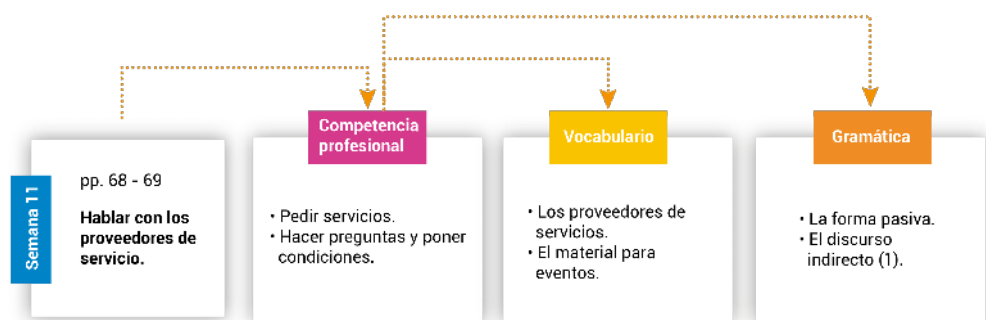 Semana 11
pp. 68 - 69
Hablar con los
proveedores de
servicio.
Competencia
profesional
• Pedir servicios.
• Hacer preguntas y poner
condiciones.
Vocabulario
• Los proveedores de
servicios.
• El material para
eventos.
Gramática
• La forma pasiva.
• El discurso
indirecto (1).